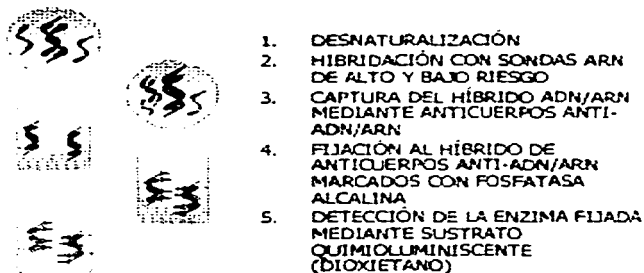 1. DESNATURALIZACIÓN
2. HIBRIDACIÓN CON SONDAS ARN
DE ALTO Y BAJO RIESGO
3. CAPTURA DEL HÍBRIDO ADN/ARN
MEDIANTE ANTICUERPOS ANTI-
ADN/ARN
4. FIJACIÓN AL HÍBRIDO DE
ANTICUERPOS ANTI-ADN/ARN
MARCADOS CON FOSFATASA
ALCALINA
5. DETECCIÓN DE LA ENZIMA FIJADA
MEDIANTE SUSTRATO
QUIMIOLUMINISCENTE
(DIOXIETANO)